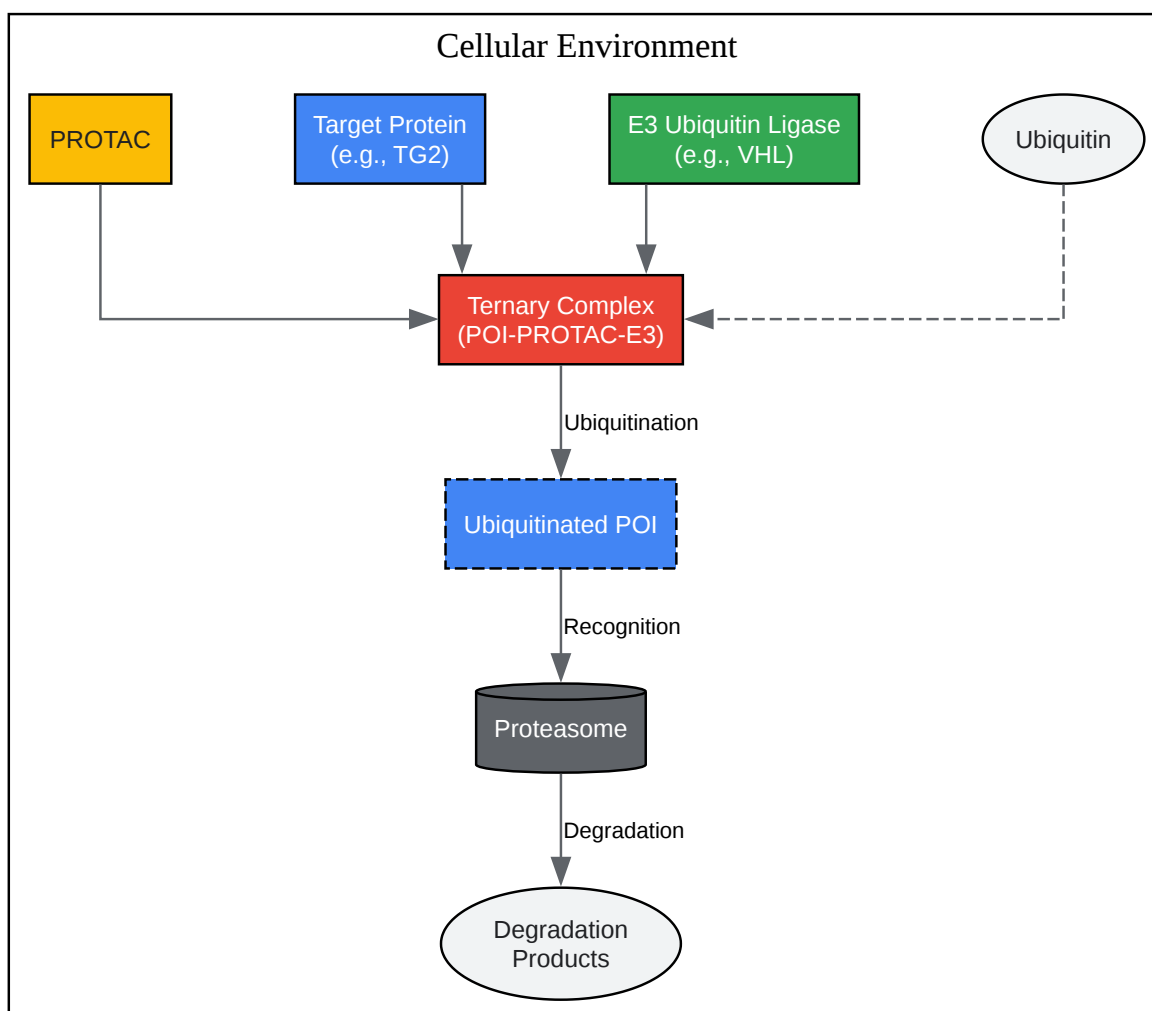 Cellular Environment
PROTAC
Target Protein
(e.g., TG2)
E3 Ubiquitin Ligase
(e.g., VHL)
Ubiquitin
Ternary Complex
(POI-PROTAC-E3)
Ubiquitination
Ubiquitinated POI
Recognition
Proteasome
Degradation
Degradation
Products